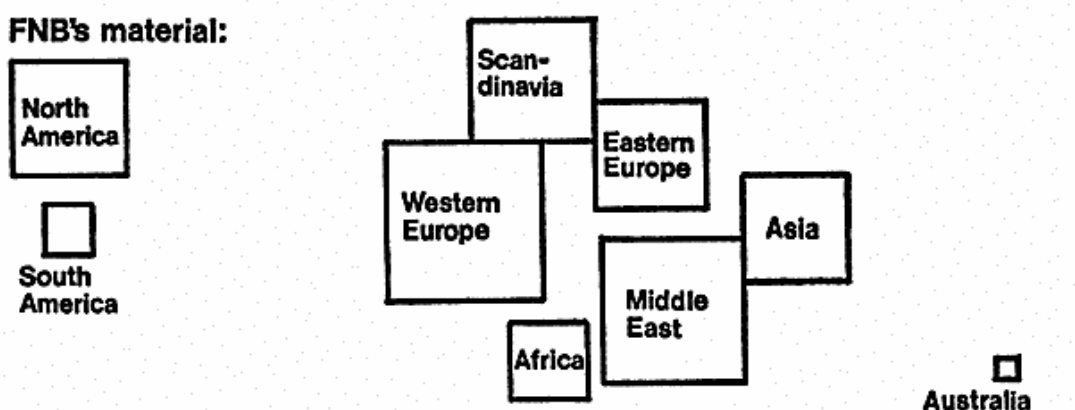 FNB's material:
Scan-
dinavia
North
America
Eastern
Europe
Western
Europe
Asia
South
America
Middle
East
Africa
Australia